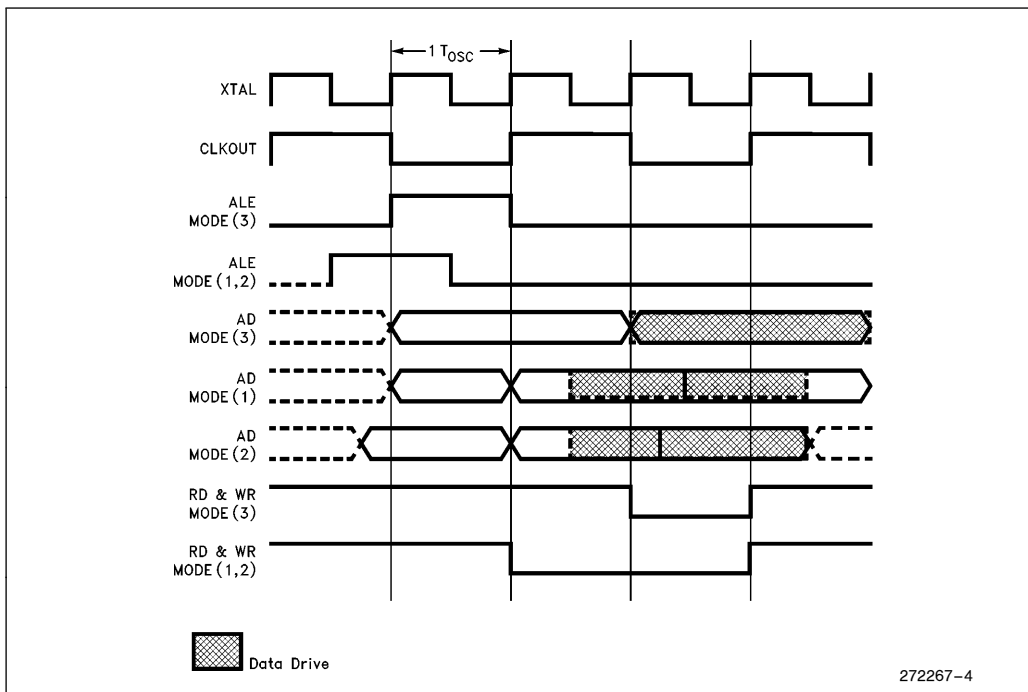 1 TOSC
XTAL
CLKOUT
ALE
MODE (3)
ALE
MODE (1,2)
AD
MODE (3)
AD
MODE (1)
AD
MODE (2)
RD & WR
MODE (3)
RD & WR
MODE (1,2)
Data Drive
272267–4